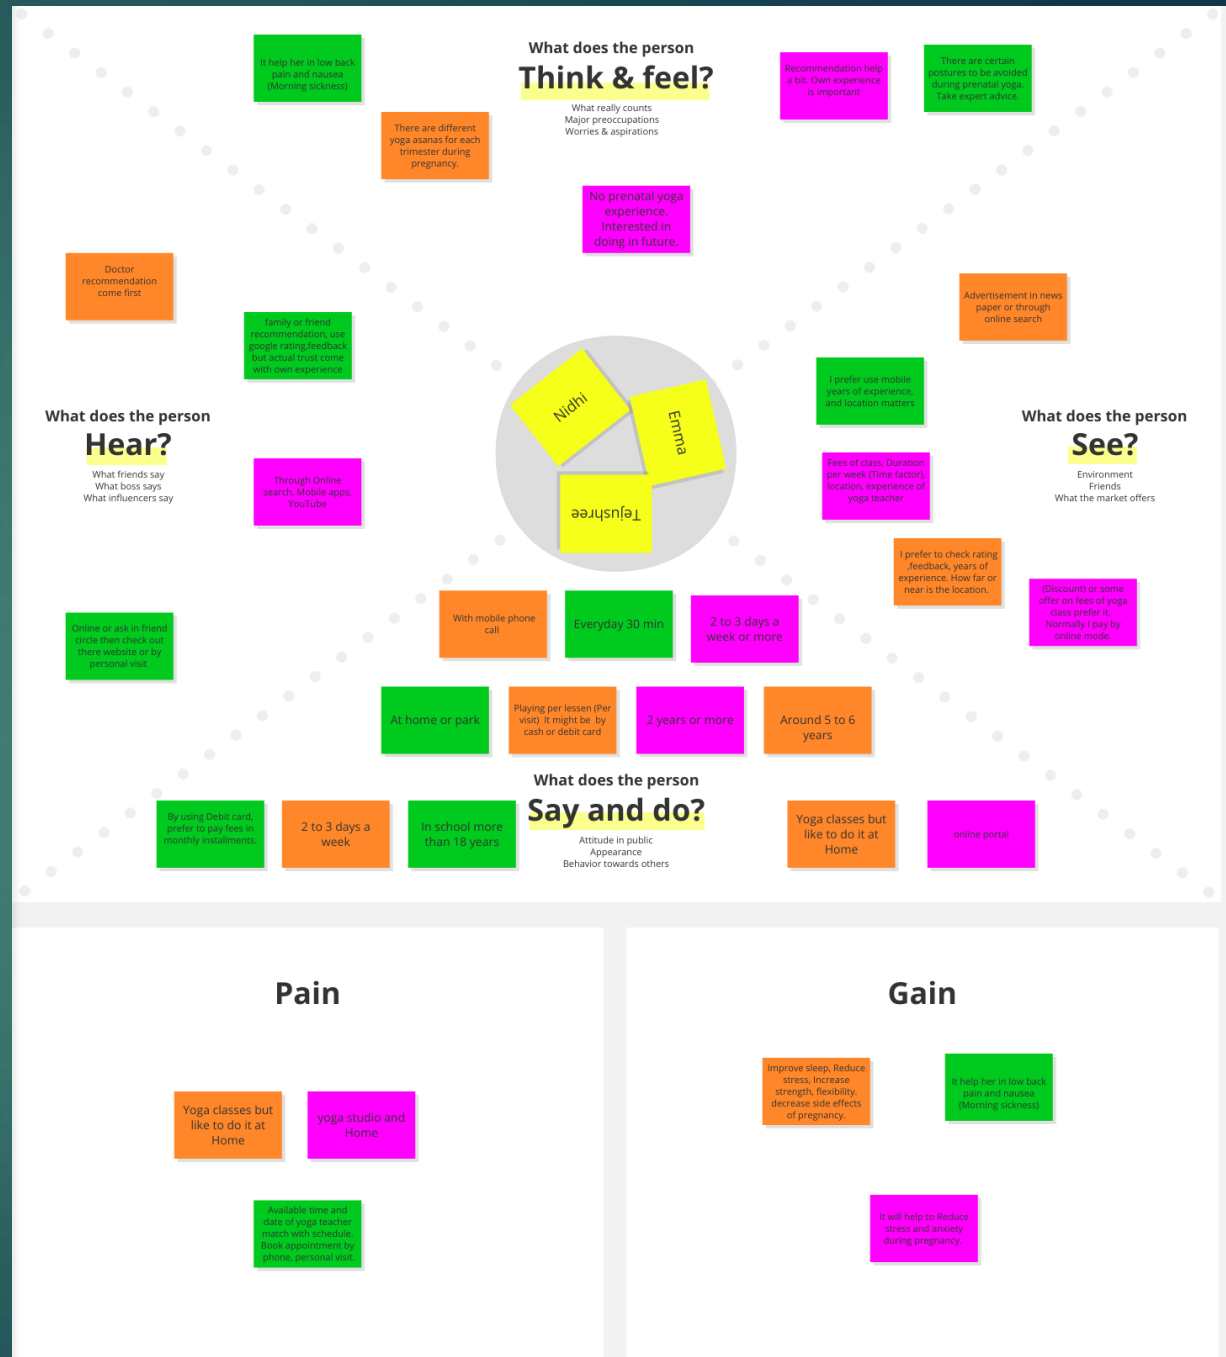 What does the person
Think & feel?
What really counts
Major preoccupations
Worries & aspirations
It help her in low back
pain and nausea
(Morning sickness)
There are different
yoga asanas for each
trimester during
pregnancy.
No prenatal yoga
experience.
Interested in
doing in future.
Recommendation help
a bit. Own experience
is important
There are certain
postures to be avoided
during prenatal yoga.
Take expert advice.
Doctor
recommendation
come first
family or friend
recommendation, use
google rating,feedback
but actual trust come
with own experience
What does the person
Hear?
What friends say
What boss says
What influencers say
Through Online
search, Mobile apps,
YouTube
Online or ask in friend
circle then check out
there website or by
personal visit
Nidhi
Emma
Tejushree
Advertisement in news
paper or through
online search
I prefer use mobile
years of experience,
and location matters
What does the person
See?
Environment
Friends
What the market offers
Fees of class, Duration
per week (Time factor),
location, experience of
yoga teacher
I prefer to check rating
,feedback, years of
experience. How far or
near is the location.
(Discount) or some
offer on fees of yoga
class prefer it.
Normally I pay by
online mode.
With mobile phone
call
Everyday 30 min
2 to 3 days a
week or more
At home or park
Playing per lessen (Per
visit) It might be by
cash or debit card
2 years or more
Around 5 to 6
years
What does the person
Say and do?
Attitude in public
Appearance
Behavior towards others
By using Debit card,
prefer to pay fees in
monthly installments.
2 to 3 days a
week
In school more
than 18 years
Yoga classes but
like to do it at
Home
online portal
Pain
Yoga classes but
like to do it at
Home
yoga studio and
Home
Available time and
date of yoga teacher
match with schedule.
Book appointment by
phone, personal visit.
Gain
Improve sleep, Reduce
stress, Increase
strength, flexibility.
decrease side effects
of pregnancy.
It help her in low back
pain and nausea
(Morning sickness)
It will help to Reduce
stress and anxiety
during pregnancy.